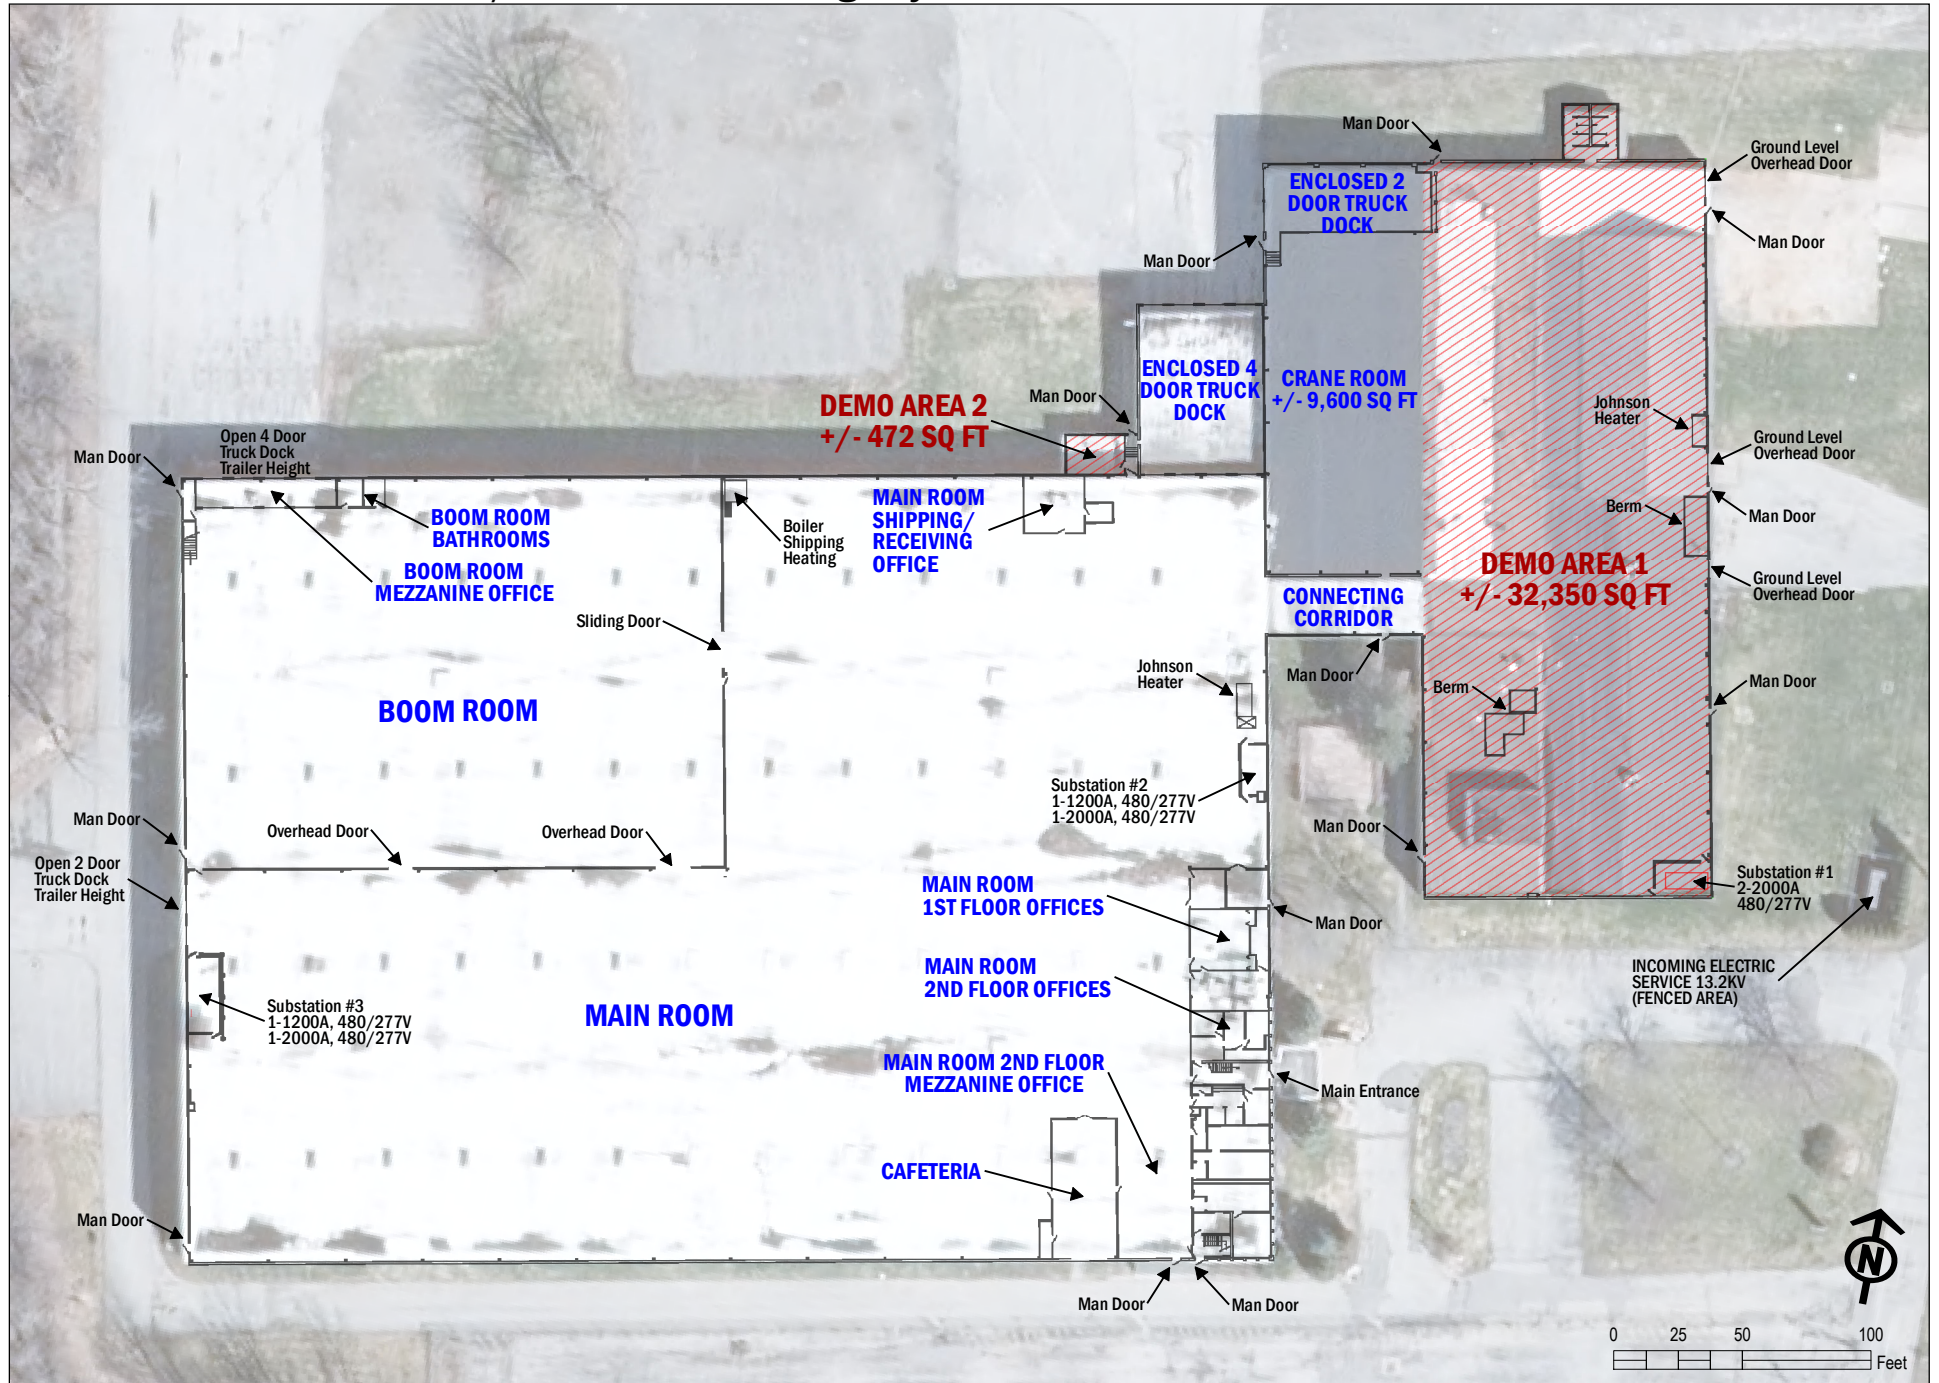 Man Door
Ground Level
Overhead Door
ENCLOSED 2
DOOR TRUCK
DOCK
Man Door
Man Door
ENCLOSED 4
DOOR TRUCK
DOCK
CRANE ROOM
+/- 9,600 SQ FT
Man Door
DEMO AREA 2
+/- 472 SQ FT
Johnson
Heater
Ground Level
Overhead Door
Open 4 Door
Truck Dock
Trailer Height
Man Door
BOOM ROOM
BATHROOMS
BOOM ROOM
MEZZANINE OFFICE
Boiler
Shipping
Heating
MAIN ROOM
SHIPPING/
RECEIVING
OFFICE
Berm
Man Door
DEMO AREA 1
+/- 32,350 SQ FT
Ground Level
Overhead Door
CONNECTING
CORRIDOR
Sliding Door
Man Door
Johnson
Heater
Berm
Man Door
BOOM ROOM
Substation #2
1-1200A, 480/277V
1-2000A, 480/277V
Man Door
Overhead Door
Overhead Door
Man Door
Open 2 Door
Truck Dock
Trailer Height
Substation #1
2-2000A
480/277V
MAIN ROOM
1ST FLOOR OFFICES
Man Door
MAIN ROOM
2ND FLOOR OFFICES
INCOMING ELECTRIC
SERVICE 13.2KV
(FENCED AREA)
Substation #3
1-1200A, 480/277V
1-2000A, 480/277V
MAIN ROOM
MAIN ROOM 2ND FLOOR
MEZZANINE OFFICE
Main Entrance
CAFETERIA
Man Door
Man Door
Man Door
N
0 25 50 100
Feet